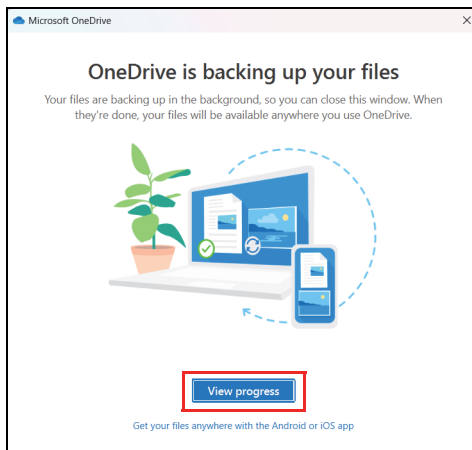 Microsoft OneDrive
OneDrive is backing up your files
Your files are backing up in the background, so you can close this window. When
they're done, your files will be available anywhere you use OneDrive.
View progress
Get your files anywhere with the Android or iOS app